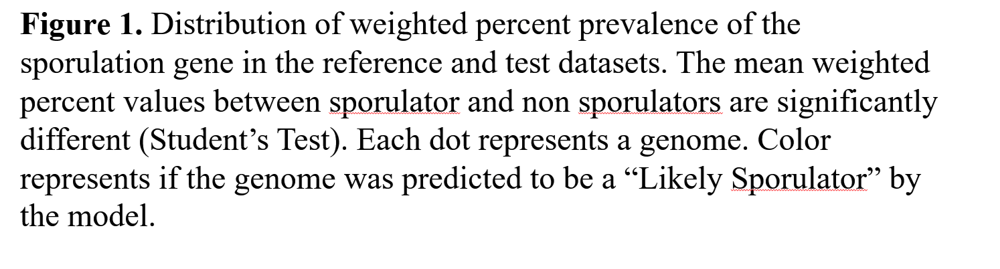 Figure 1. Distribution of weighted percent prevalence of the
sporulation gene in the reference and test datasets. The mean weighted
percent values between sporulator and non sporulators are significantly
different (Student’s Test). Each dot represents a genome. Color
represents if the genome was predicted to be a “Likely Sporulator” by
the model.